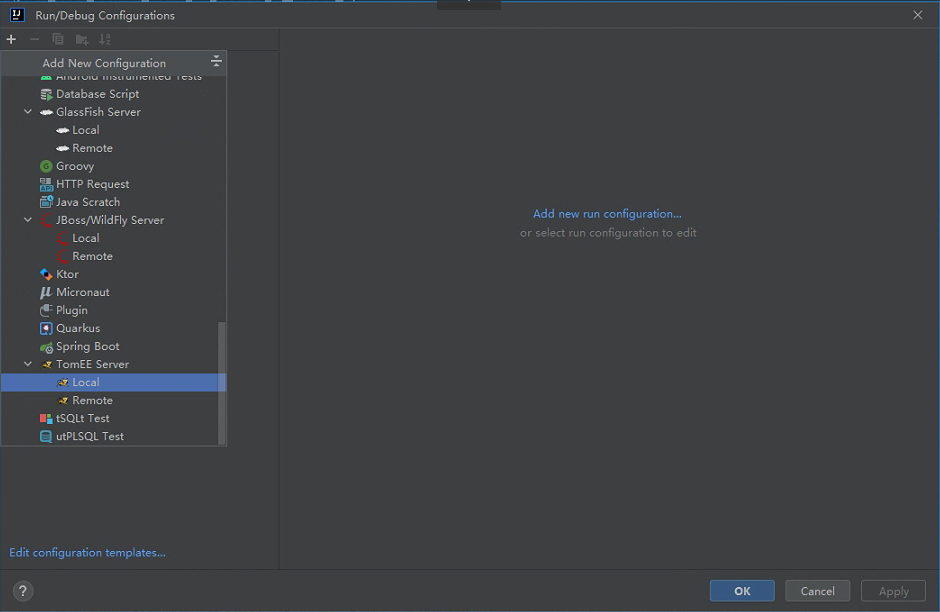 Run/Debug Configurations
Add New Configuration
Android Instrumented Tests
Database Script
GlassFish Server
Local
Remote
Groovy
HTTP Request
Java Scratch
JBoss/WildFly Server
Local
Remote
Ktor
Micronaut
Plugin
Quarkus
Spring Boot
TomEE Server
Local
Remote
tSQLt Test
utPLSQL Test
Add new run configuration...
or select run configuration to edit
Edit configuration templates...
?
OK
Cancel
Apply